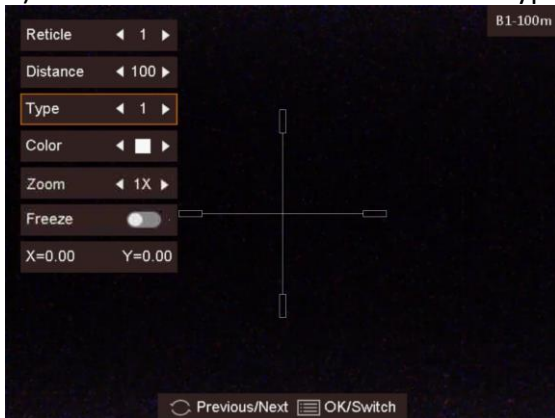 B1-100m
Reticle 1
Distance 100
Type 1
Color
Zoom 1X
Freeze
X=0.00 Y=0.00
Previous/Next OK/Switch